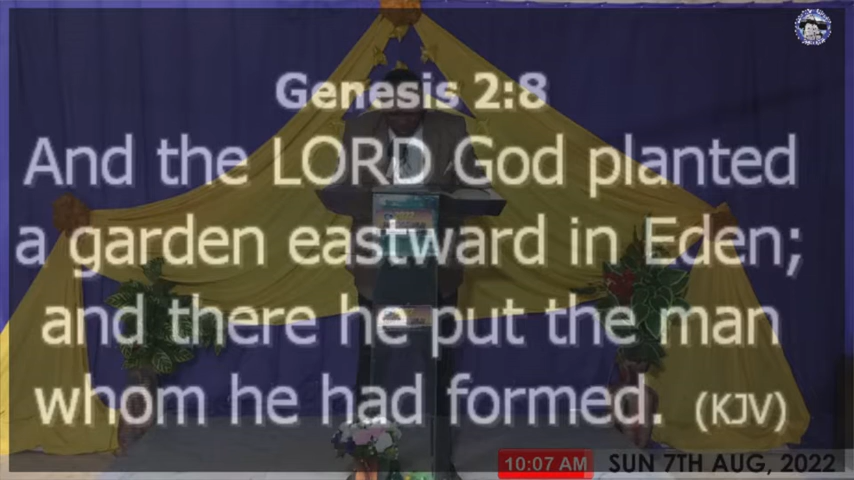 Genesis 2:8
And the LORD God planted
a garden eastward in Eden;
and there he put the man
whom he had formed. (KJV)
10:07 AM SUN 7TH AUG, 2022